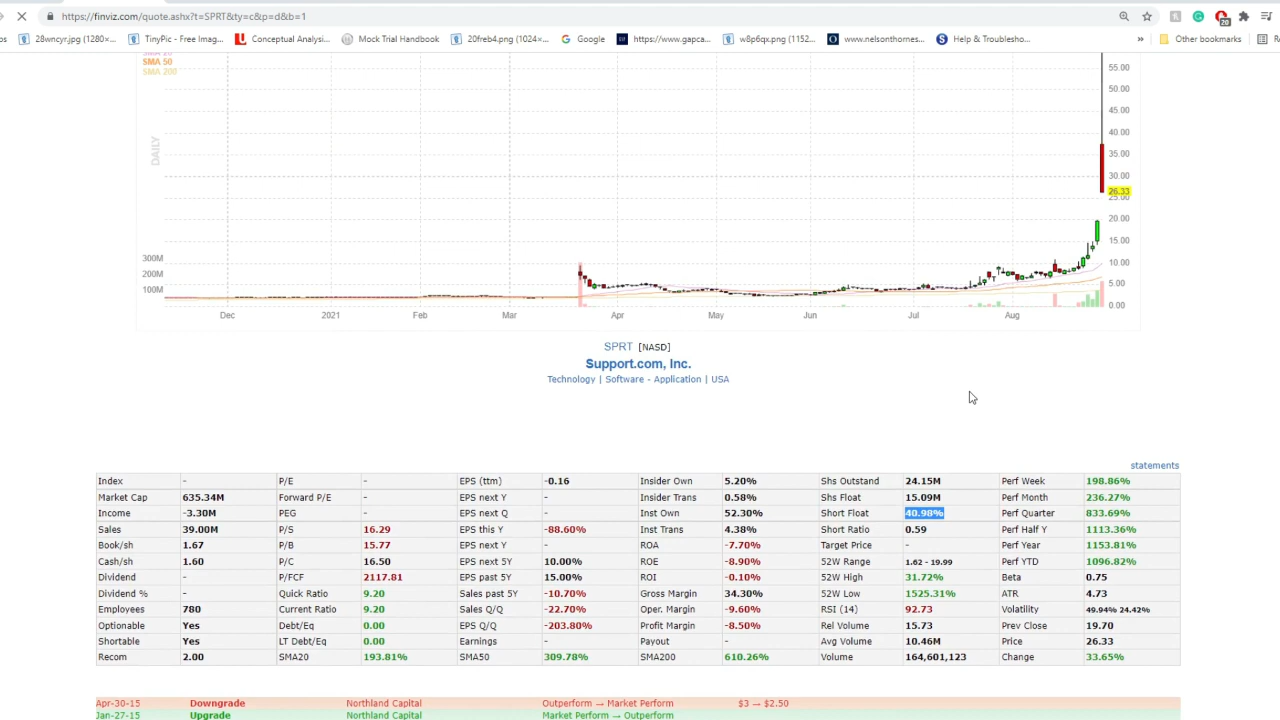 https://finviz.com/quote.ashx?t=SPRT&ty=c&p=d&b=1
20
28wncyr.jpg (1280×... TinyPic - Free Imag... Conceptual Analysi... Mock Trial Handbook 20freb4.png (1024×... Google https://www.gapca... w8p6qx.png (1152... www.nelsonthornes... Help & Troublesho... » Other bookmarks
SMA 50
SMA 200
DAILY
55.00
50.00
45.00
40.00
35.00
30.00
26.33
25.00
20.00
15.00
10.00
5.00
0.00
300M
200M
100M
Dec 2021 Feb Mar Apr May Jun Jul Aug
SPRT [NASD]
Support.com, Inc.
Technology | Software - Application | USA
statements
Index - P/E - EPS (ttm) -0.16 Insider Own 5.20% Shs Outstand 24.15M Perf Week 198.86%
Market Cap 635.34M Forward P/E - EPS next Y - Insider Trans 0.58% Shs Float 15.09M Perf Month 236.27%
Income -3.30M PEG - EPS next Q - Inst Own 52.30% Short Float 40.98% Perf Quarter 833.69%
Sales 39.00M P/S 16.29 EPS this Y -88.60% Inst Trans 4.38% Short Ratio 0.59 Perf Half Y 1113.36%
Book/sh 1.67 P/B 15.77 EPS next Y - ROA -7.70% Target Price - Perf Year 1153.81%
Cash/sh 1.60 P/C 16.50 EPS next 5Y 10.00% ROE -8.90% 52W Range 1.62 - 19.99 Perf YTD 1096.82%
Dividend - P/FCF 2117.81 EPS past 5Y 15.00% ROI -0.10% 52W High 31.72% Beta 0.75
Dividend % - Quick Ratio 9.20 Sales past 5Y -10.70% Gross Margin 34.30% 52W Low 1525.31% ATR 4.73
Employees 780 Current Ratio 9.20 Sales Q/Q -22.70% Oper. Margin -9.60% RSI (14) 92.73 Volatility 49.94% 24.42%
Optionable Yes Debt/Eq 0.00 EPS Q/Q -203.80% Profit Margin -8.50% Rel Volume 15.73 Prev Close 19.70
Shortable Yes LT Debt/Eq 0.00 Earnings - Payout - Avg Volume 10.46M Price 26.33
Recom 2.00 SMA20 193.81% SMA50 309.78% SMA200 610.26% Volume 164,601,123 Change 33.65%
Apr-30-15 Downgrade Northland Capital Outperform → Market Perform $3 → $2.50
Jan-27-15 Upgrade Northland Capital Market Perform → Outperform